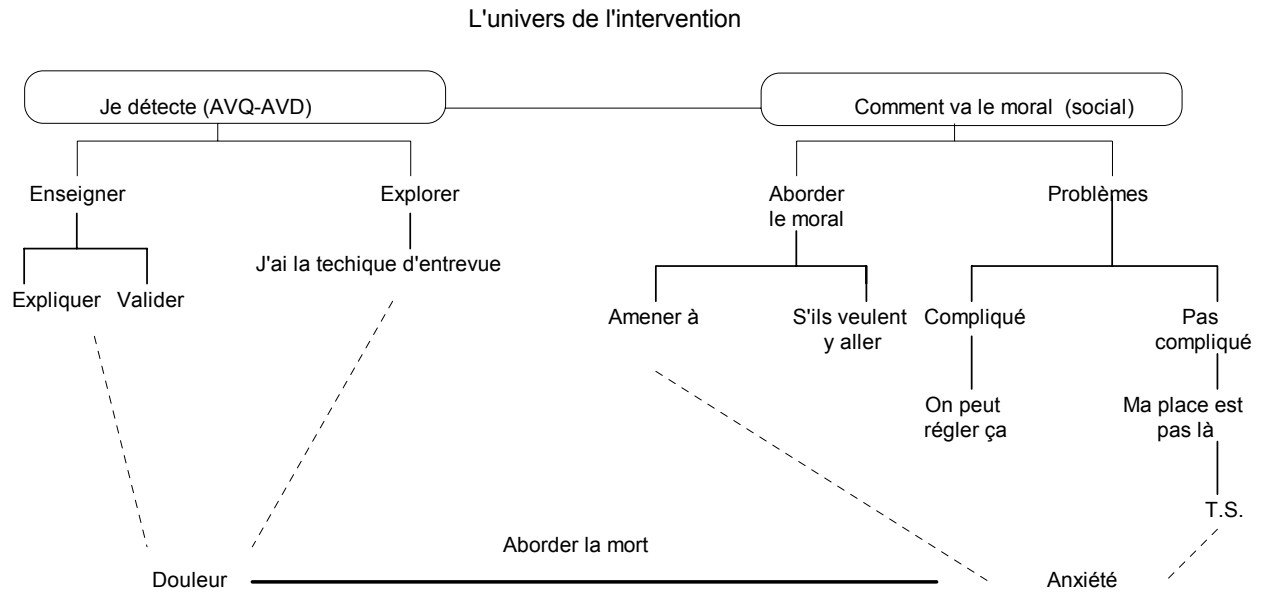 L'univers de l'intervention
Je détecte (AVQ-AVD)
Comment va le moral (social)
Enseigner
Explorer
Aborder
le moral
Problèmes
J'ai la techique d'entrevue
Expliquer
Valider
Amener à
S'ils veulent
y aller
Compliqué
Pas
compliqué
On peut
régler ça
Ma place est
pas là
T.S.
Aborder la mort
Douleur
Anxiété